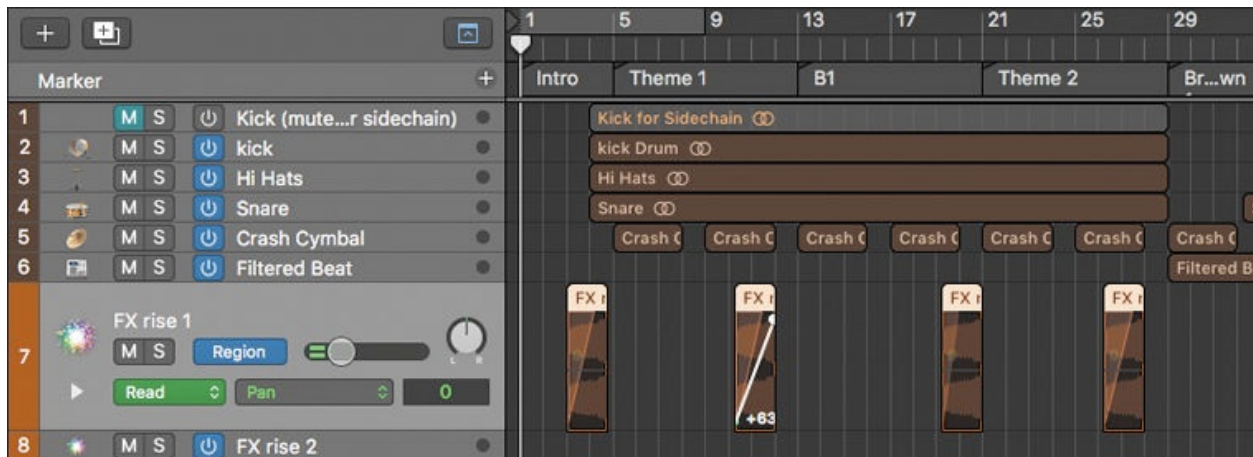 1 5 9 13 17 21 25 29
Marker + Intro Theme 1 B1 Theme 2 Br...wn
1 M S Kick (mute...r sidechain) Kick for Sidechain
2 M S kick kick Drum
3 M S Hi Hats Hi Hats
4 M S Snare Snare
5 M S Crash Cymbal Crash C Crash C Crash C Crash C Crash C Crash C Crash C
6 M S Filtered Beat Filtered B
FX r FX r FX r FX r
FX rise 1
7 M S Region L R
Read Pan 0 +63
8 M S FX rise 2